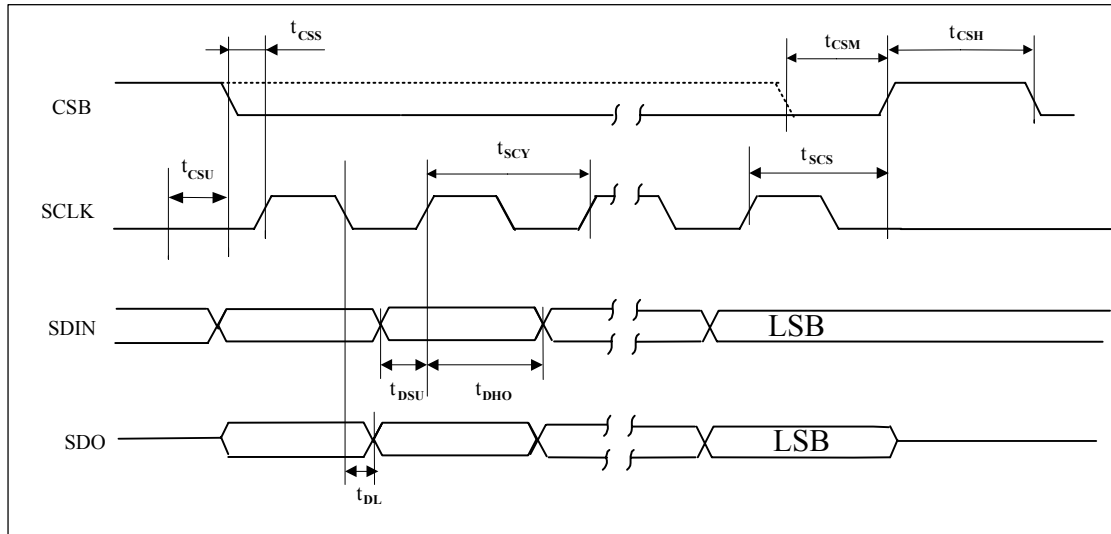 tCSS
tCSM
tCSH
CSB
tCSU
tSCY
tSCS
SCLK
SDIN
LSB
tDSU
tDHO
SDO
LSB
tDL